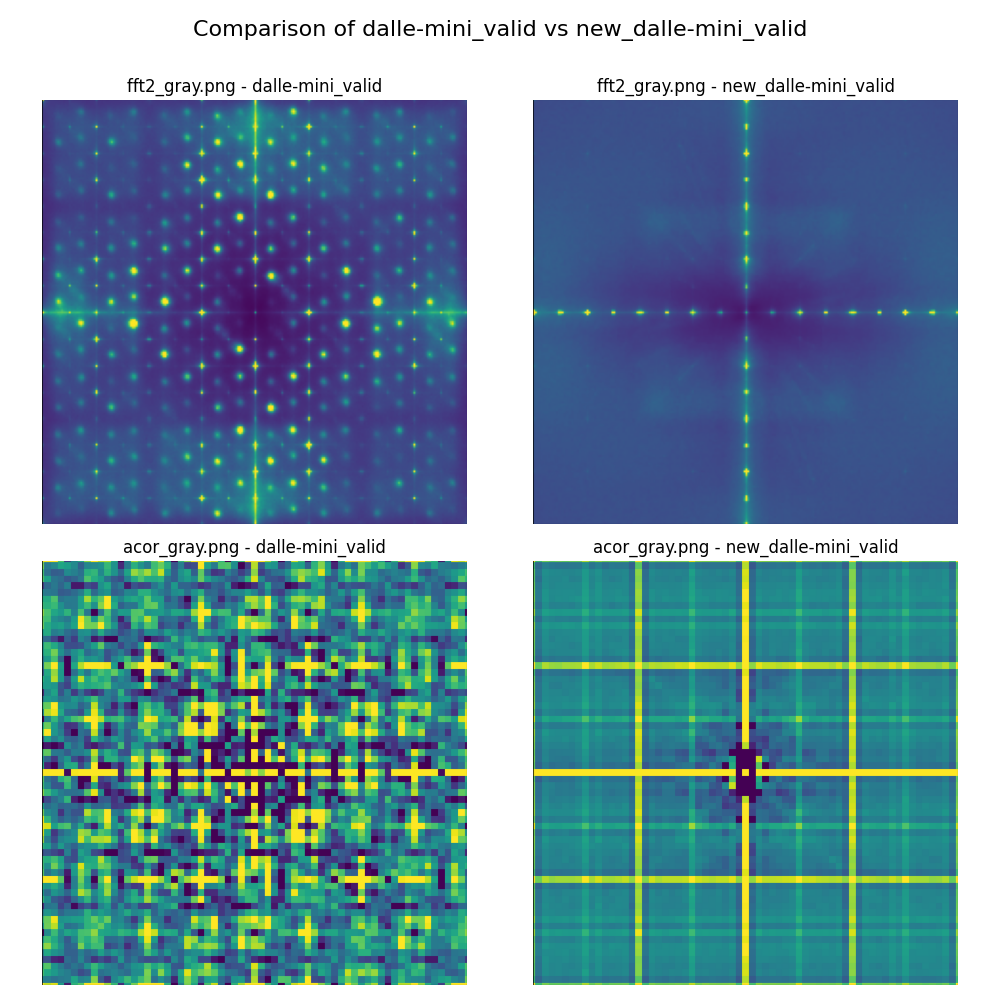 Comparison of dalle-mini_valid vs new_dalle-mini_valid
fft2_gray.png - dalle-mini_valid
fft2_gray.png - new_dalle-mini_valid
acor_gray.png - dalle-mini_valid
acor_gray.png - new_dalle-mini_valid